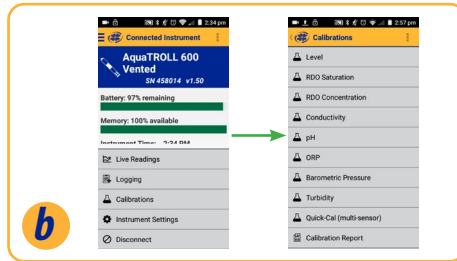 2:34 pm
Connected Instrument
AquaTROLL 600
Vented
SN 458014 v1.50
Battery: 97% remaining
Memory: 100% available
Instrument Time: 2:34 PM
Live Readings
Logging
Calibrations
Instrument Settings
Disconnect
2:57 pm
Calibrations
Level
RDO Saturation
RDO Concentration
Conductivity
pH
ORP
Barometric Pressure
Turbidity
Quick-Cal (multi-sensor)
Calibration Report
b